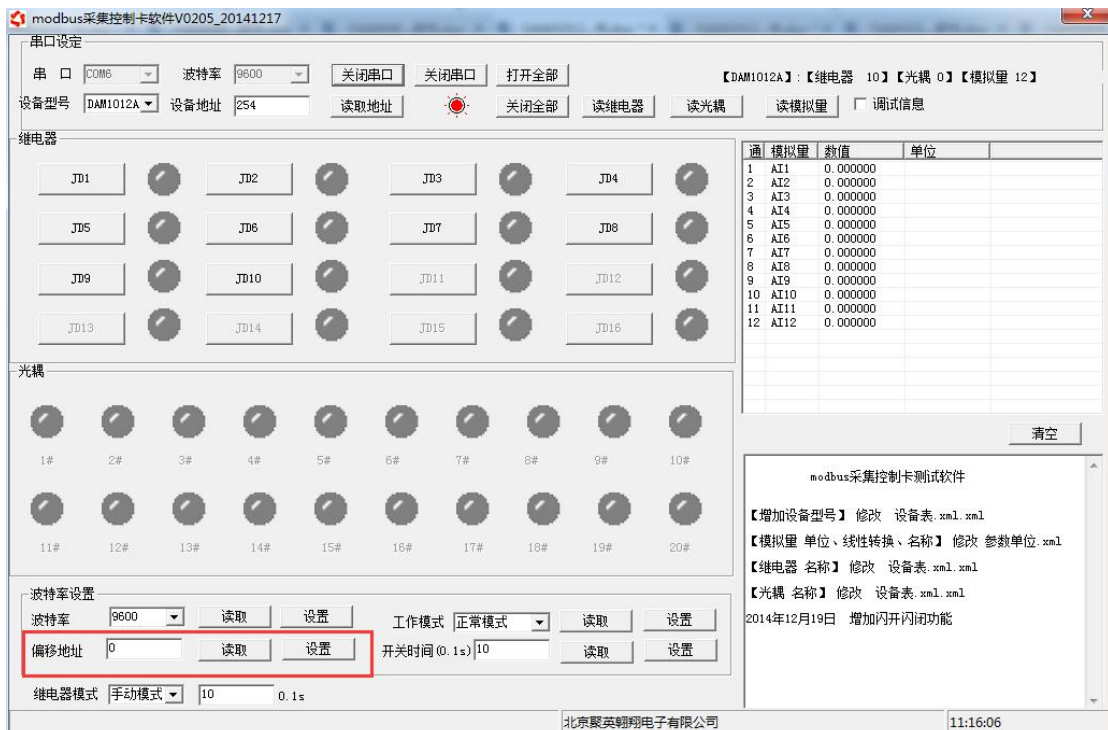 modbus采集控制卡软件V0205_20141217
串口设定
串 口 COM6 波特率 9600 关闭串口 关闭串口 打开全部 【DAM1012A】:【继电器 10】【光耦 0】【模拟量 12】
设备型号 DAM1012A 设备地址 254 读取地址 关闭全部 读继电器 读光耦 读模拟量 调试信息
继电器
JD1 JD2 JD3 JD4
JD5 JD6 JD7 JD8
JD9 JD10 JD11 JD12
JD13 JD14 JD15 JD16
光耦
1# 2# 3# 4# 5# 6# 7# 8# 9# 10#
11# 12# 13# 14# 15# 16# 17# 18# 19# 20#
波特率设置
波特率 9600 读取 设置 工作模式 正常模式 读取 设置
偏移地址 0 读取 设置 开关时间(0.1s) 10 读取 设置
继电器模式 手动模式 10 0.1s
通 模拟量 数值 单位
1 AI1 0.000000
2 AI2 0.000000
3 AI3 0.000000
4 AI4 0.000000
5 AI5 0.000000
6 AI6 0.000000
7 AI7 0.000000
8 AI8 0.000000
9 AI9 0.000000
10 AI10 0.000000
11 AI11 0.000000
12 AI12 0.000000
清空
modbus采集控制卡测试软件
【增加设备型号】 修改 设备表.xml.xml
【模拟量 单位、线性转换、名称】 修改 参数单位.xml
【继电器 名称】 修改 设备表.xml.xml
【光耦 名称】 修改 设备表.xml.xml
2014年12月19日 增加闪开闪闭功能
北京聚英翱翔电子有限公司 11:16:06